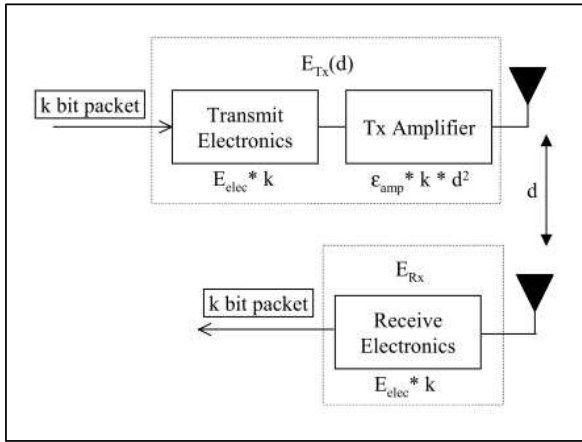 E_Tx(d)
k bit packet
Transmit
Electronics
Tx Amplifier
E_elec* k
ε_amp* k * d²
d
E_Rx
k bit packet
Receive
Electronics
E_elec* k